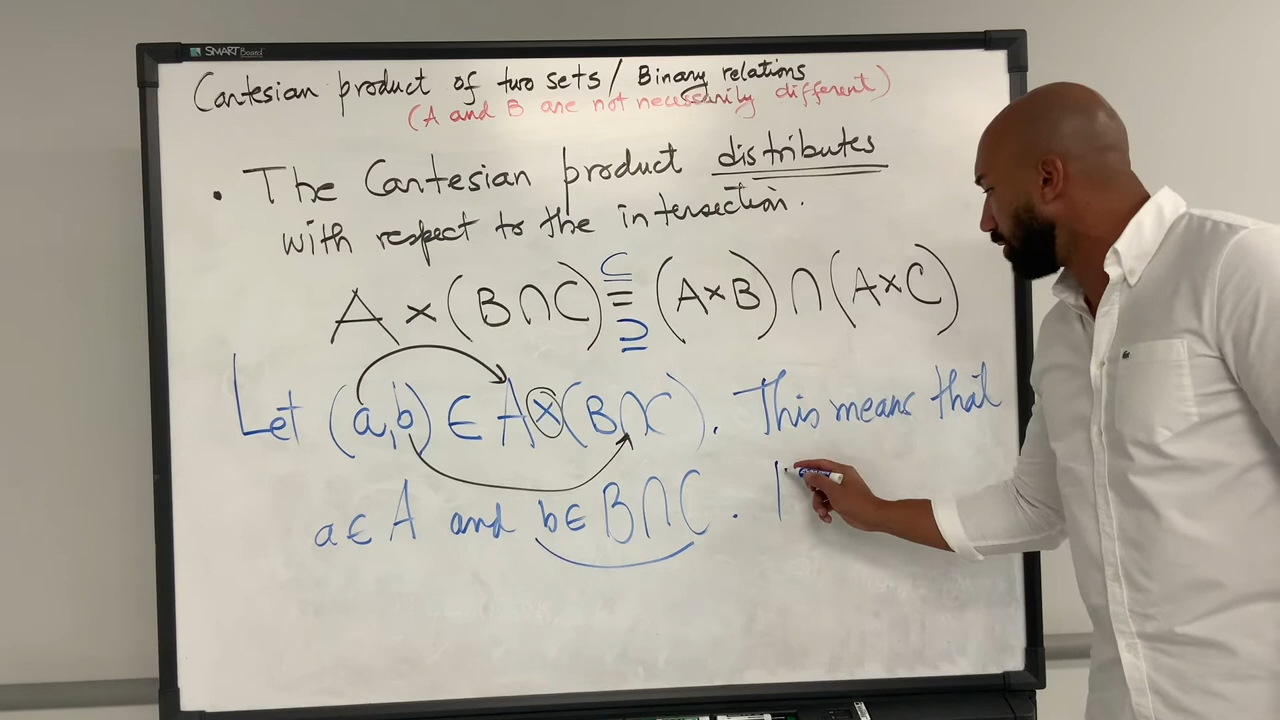 SMART Board
Cartesian product of two sets / Binary relations
(A and B are not necessarily different)
• The Cartesian product distributes
with respect to the intersection.
A × (B∩C) = (A×B) ∩ (A×C)
⊆
⊇
Let (a,b) ∈ A × (B∩C). This means that
a ∈ A and b ∈ B∩C.